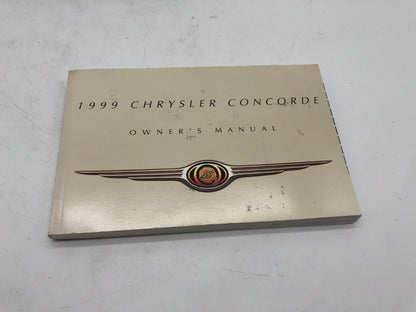 1999 CHRYSLER CONCORDE
OWNER'S MANUAL